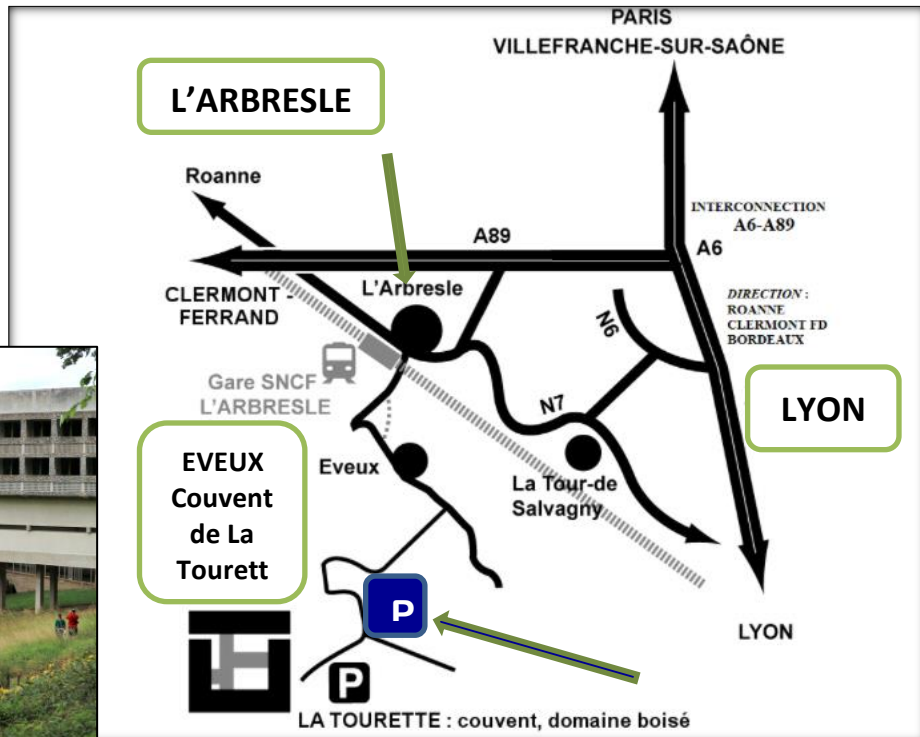 PARIS
VILLEFRANCHE-SUR-SAÔNE
L'ARBRESLE
Roanne
INTERCONNECTION
A6-A89
A89
A6
L'Arbresle
CLERMONT -
FERRAND
DIRECTION :
ROANNE
CLERMONT FD
BORDEAUX
N6
Gare SNCF
L'ARBRESLE
N7
LYON
EVEUX
Couvent
de La
Tourett
Eveux
La Tour-de
Salvagny
P
LYON
P
LA TOURETTE : couvent, domaine boisé